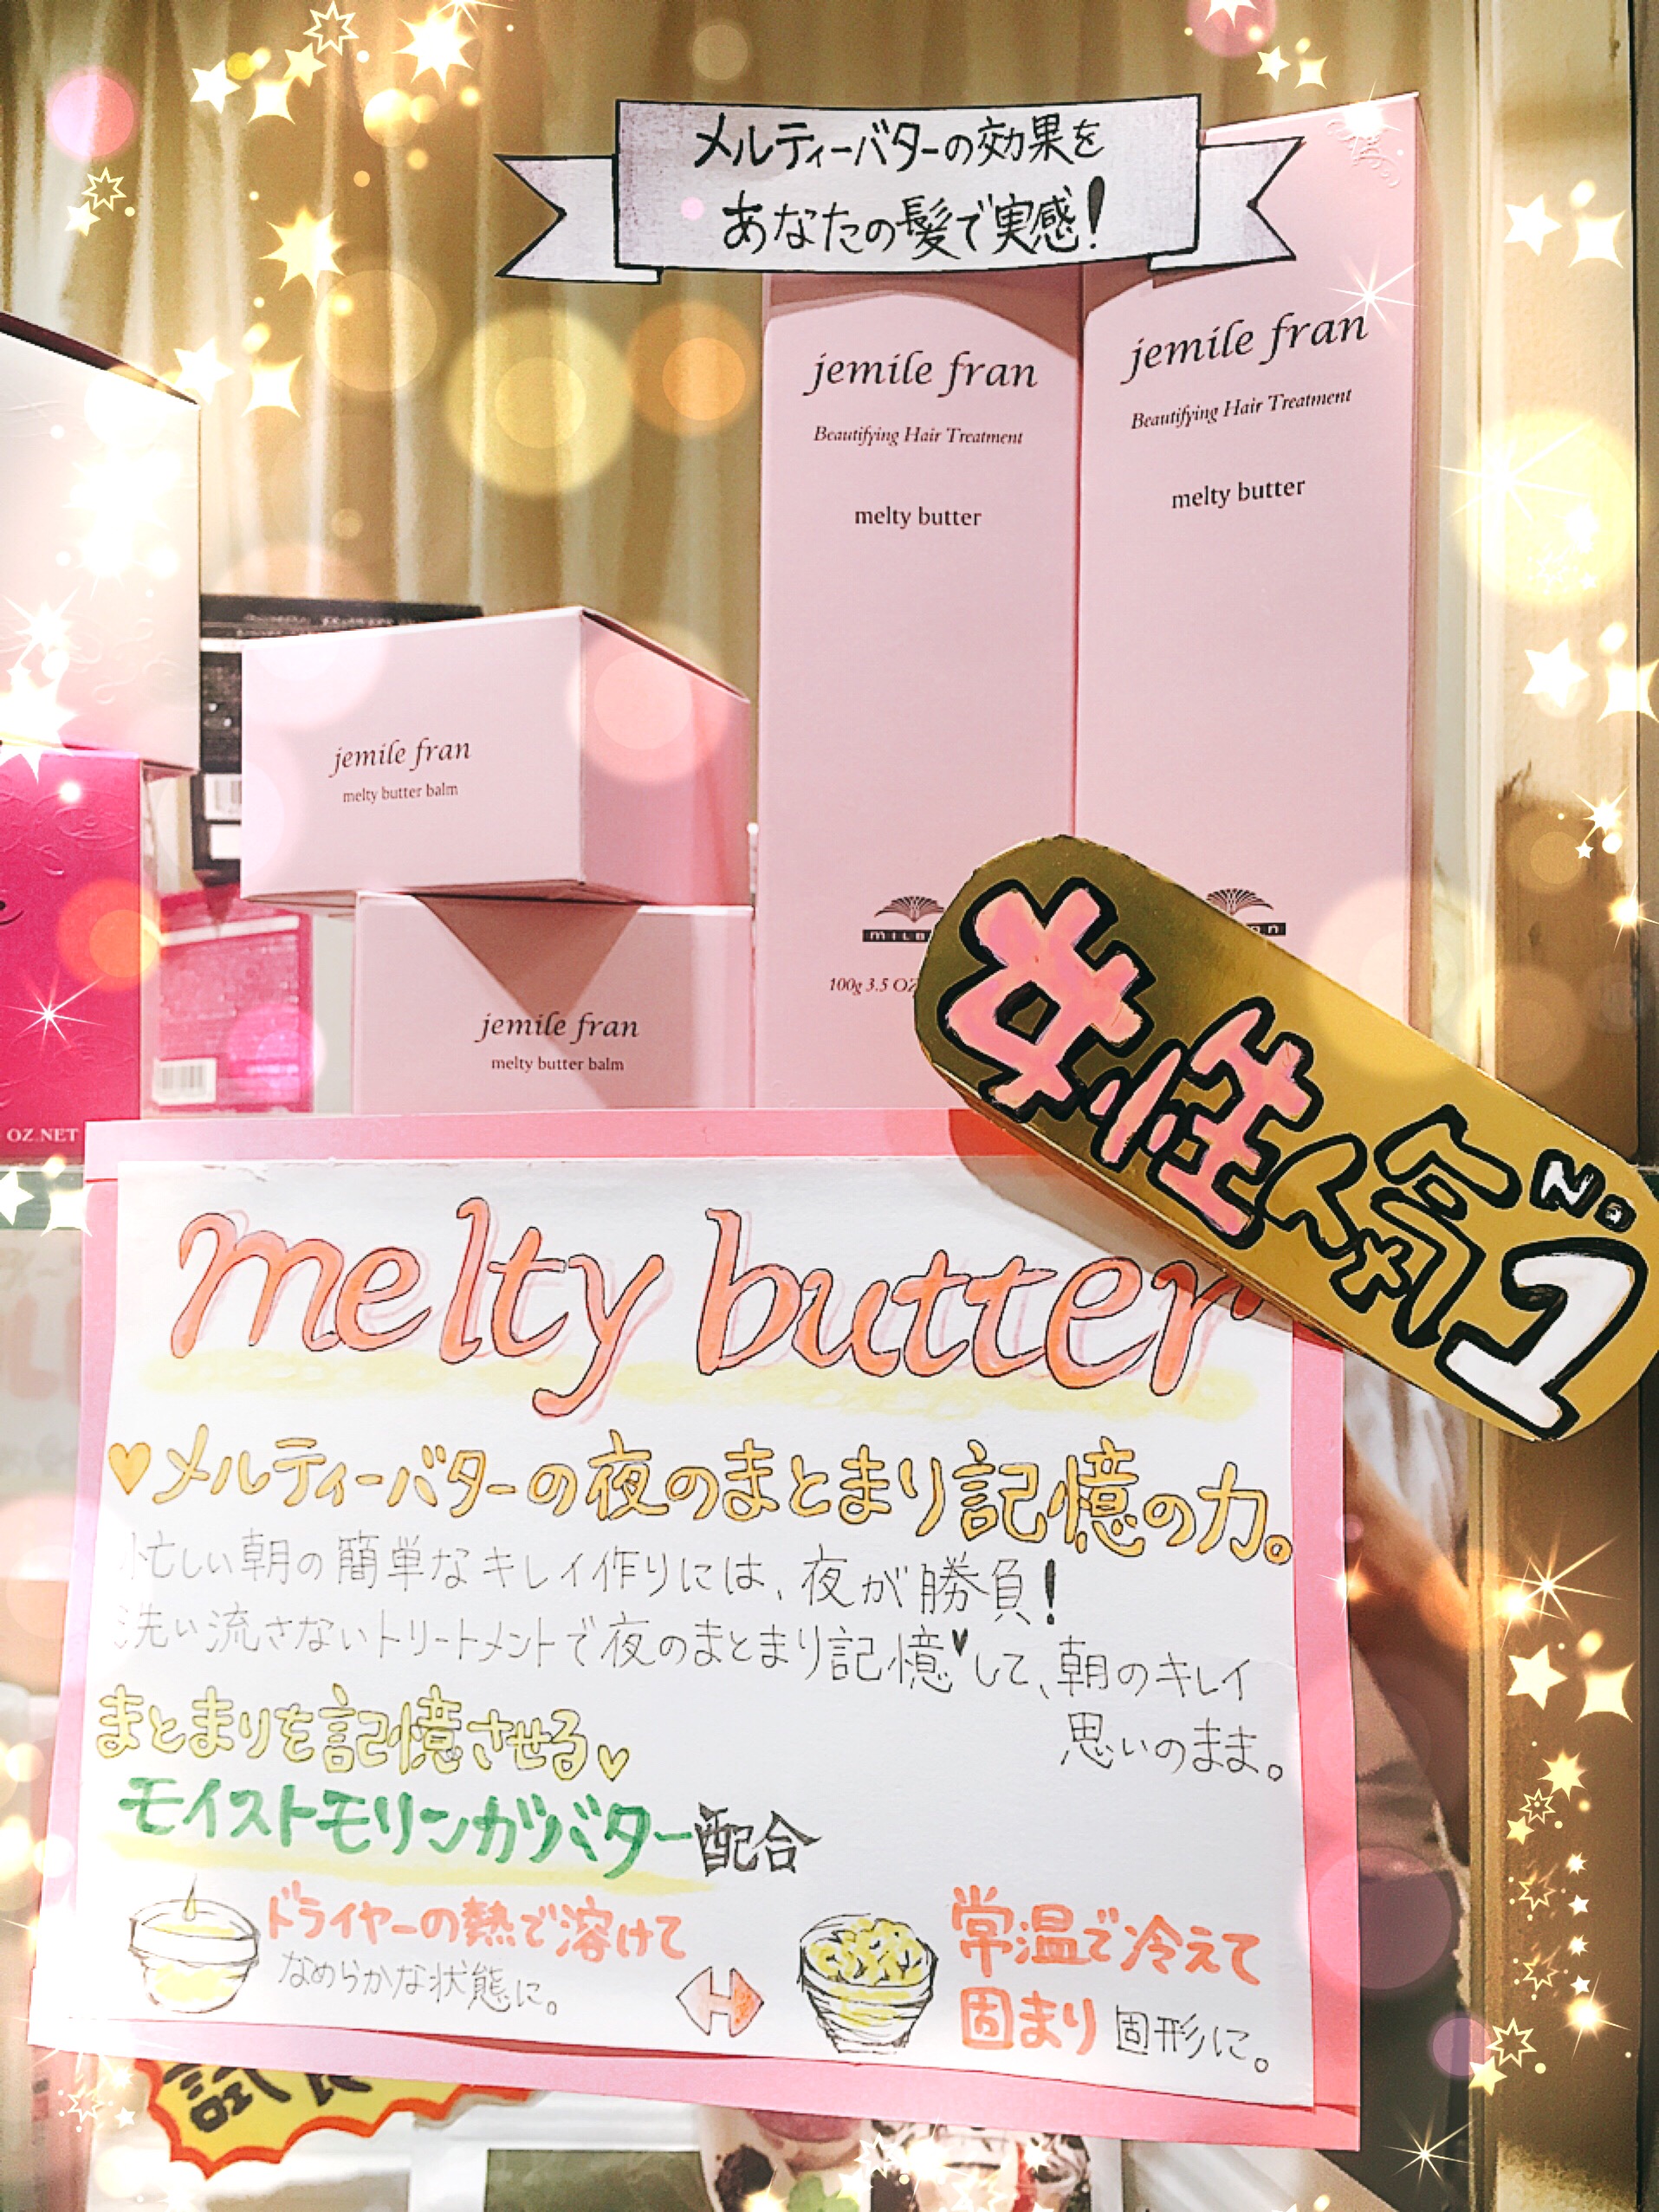 メルティーバターの効果を
あなたの髪で実感!
jemile fran
Beautifying Hair Treatment
melty butter
jemile fran
Beautifying Hair Treatment
melty butter
jemile fran
melty butter balm
100g 3.5 OZ
jemile fran
melty butter balm
女性人気No.1
OZ.NET
melty butter
♥メルティーバターの夜のまとまり記憶の力。
忙しい朝の簡単なキレイ作りには、夜が勝負!
洗い流さないトリートメントで夜のまとまり記憶♥して、朝のキレイ
思いのまま。
まとまりを記憶させる♥
モイストモリンガバター配合
ドライヤーの熱で溶けて
なめらかな状態に。
常温で冷えて
固まり固形に。